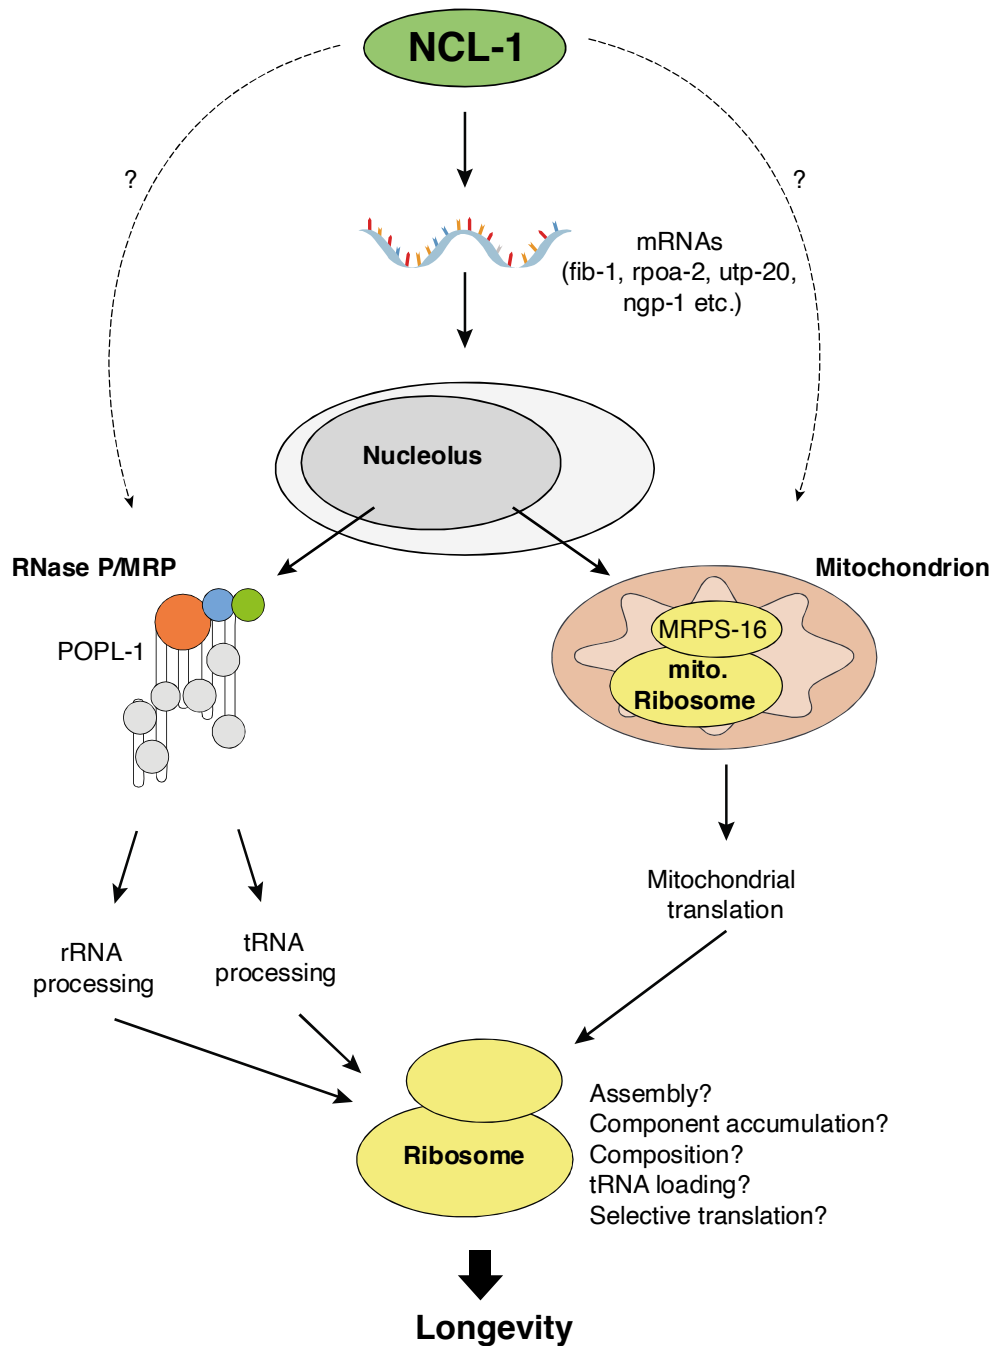 NCL-1
?
?
mRNAs
(fib-1, rpoa-2, utp-20,
ngp-1 etc.)
Nucleolus
RNase P/MRP
Mitochondrion
POPL-1
MRPS-16
mito.
Ribosome
Mitochondrial
translation
rRNA
processing
tRNA
processing
Ribosome
Assembly?
Component accumulation?
Composition?
tRNA loading?
Selective translation?
Longevity